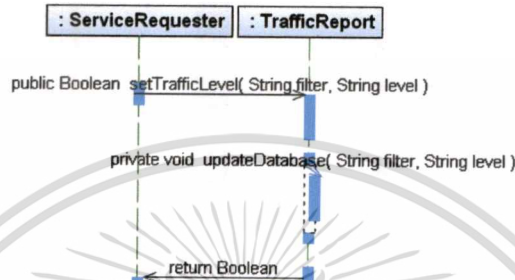 : ServiceRequester
: TrafficReport
public Boolean setTrafficLevel( String filter, String level )
private void updateDatabase( String filter, String level )
return Boolean